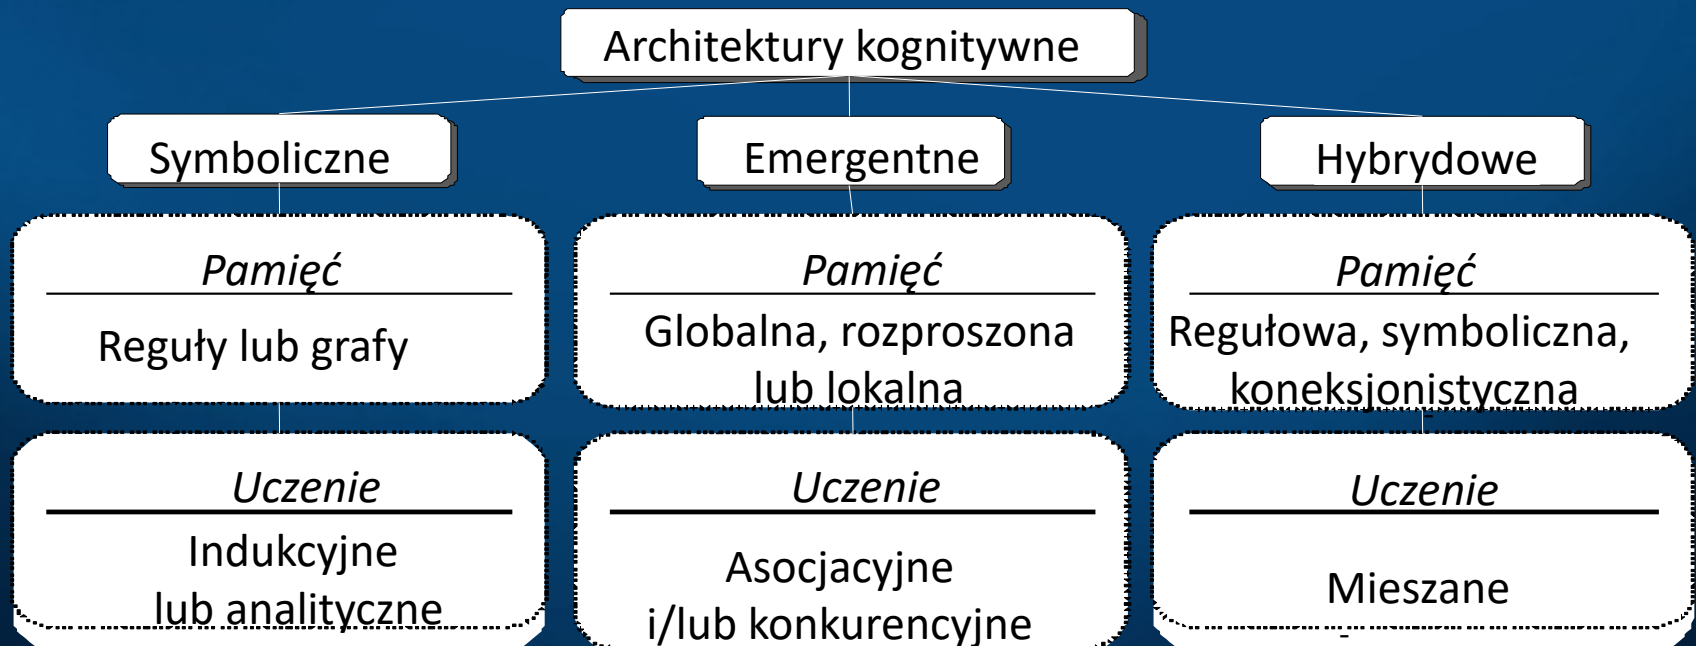 Architektury kognitywne
Symboliczne
Emergentne
Hybrydowe
Pamięć
Reguły lub grafy
Pamięć
Globalna, rozproszona
lub lokalna
Pamięć
Regułowa, symboliczna,
koneksjonistyczna
Uczenie
Indukcyjne
lub analityczne
Uczenie
Asocjacyjne
i/lub konkurencyjne
Uczenie
Mieszane